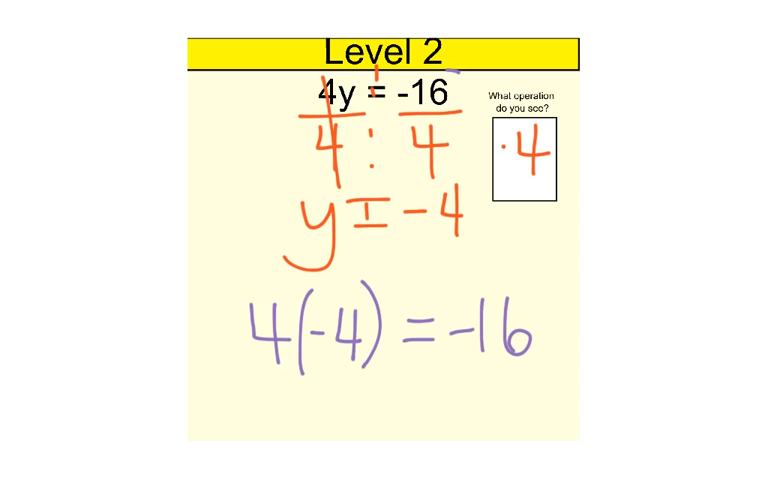 Level 2
4y = -16
What operation
do you see?
4 4
· 4
y = -4
4(-4) = -16